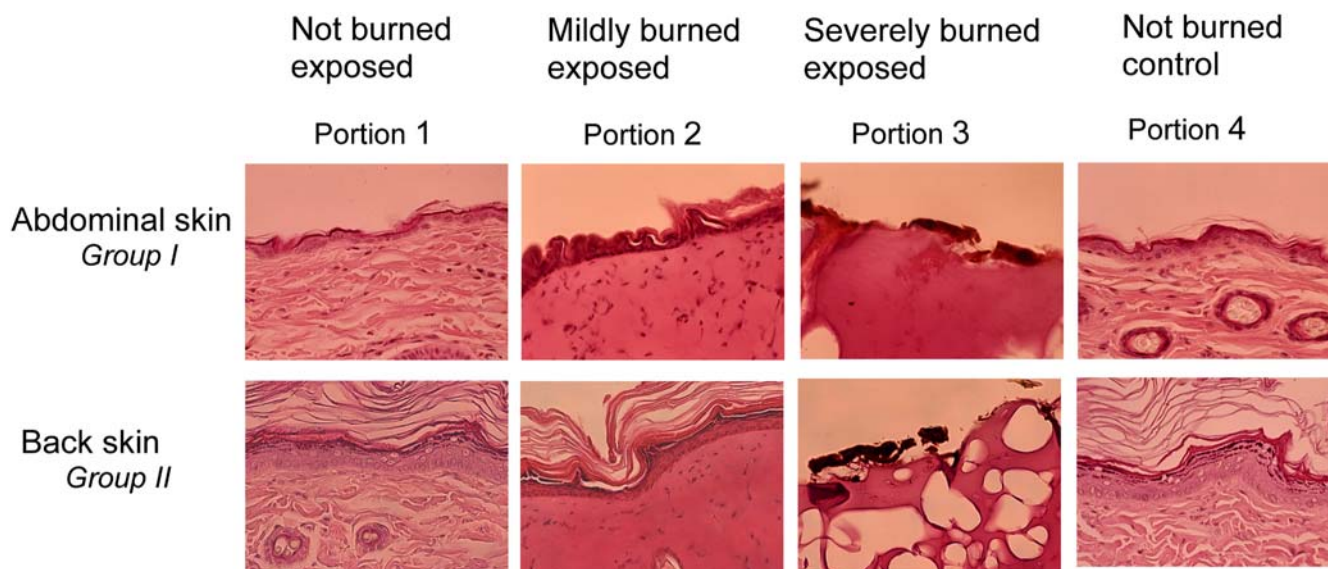 Not burned
exposed
Mildly burned
exposed
Severely burned
exposed
Not burned
control
Portion 1
Portion 2
Portion 3
Portion 4
Abdominal skin
Group I
Back skin
Group II